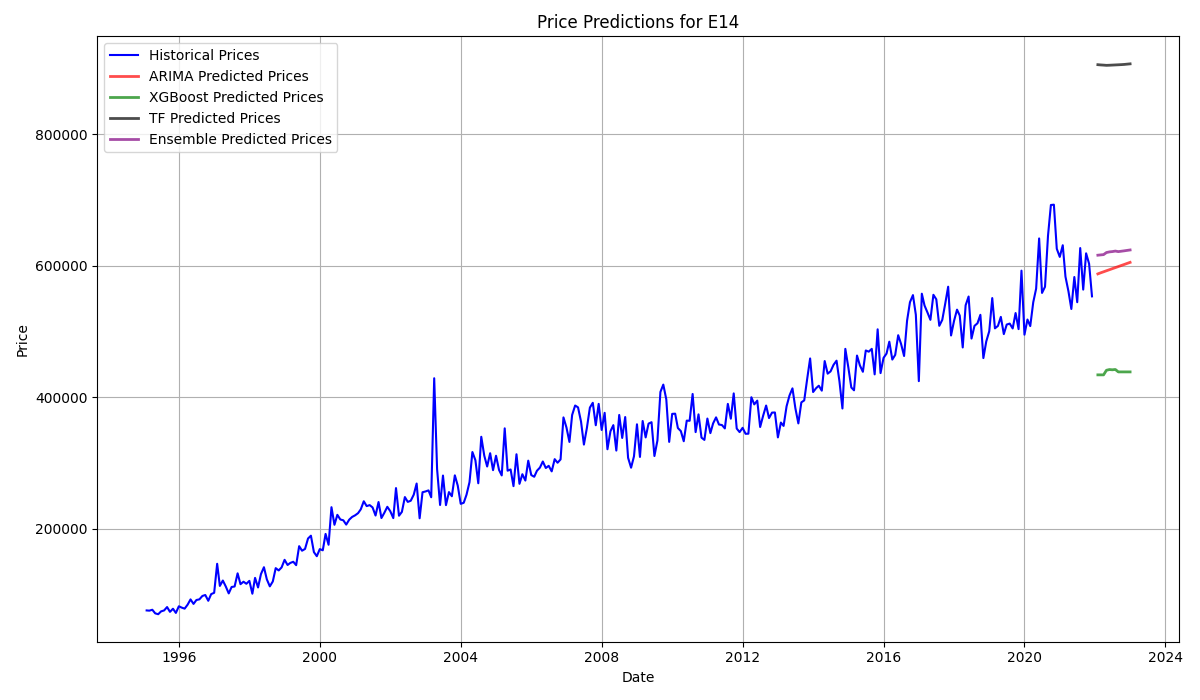 Price Predictions for E14
Historical Prices
ARIMA Predicted Prices
XGBoost Predicted Prices
TF Predicted Prices
Ensemble Predicted Prices
800000
600000
400000
200000
Price
1996 2000 2004 2008 2012 2016 2020 2024
Date